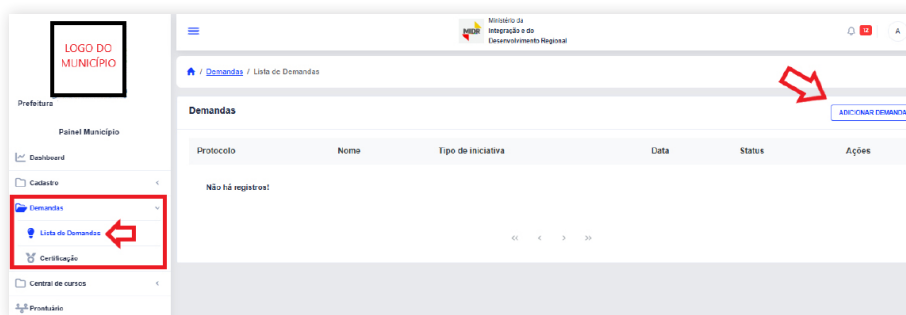 LOGO DO
MUNICÍPIO
Prefeitura
Painel Município
Dashboard
Cadastro
Demandas
Lista de Demandas
Certificação
Central de cursos
Prontuário
MIDR
Ministério da
Integração e do
Desenvolvimento Regional
12
A
/ Demandas / Lista de Demandas
Demandas
ADICIONAR DEMANDA
Protocolo Nome Tipo de iniciativa Data Status Ações
Não há registros!
« ‹ › »